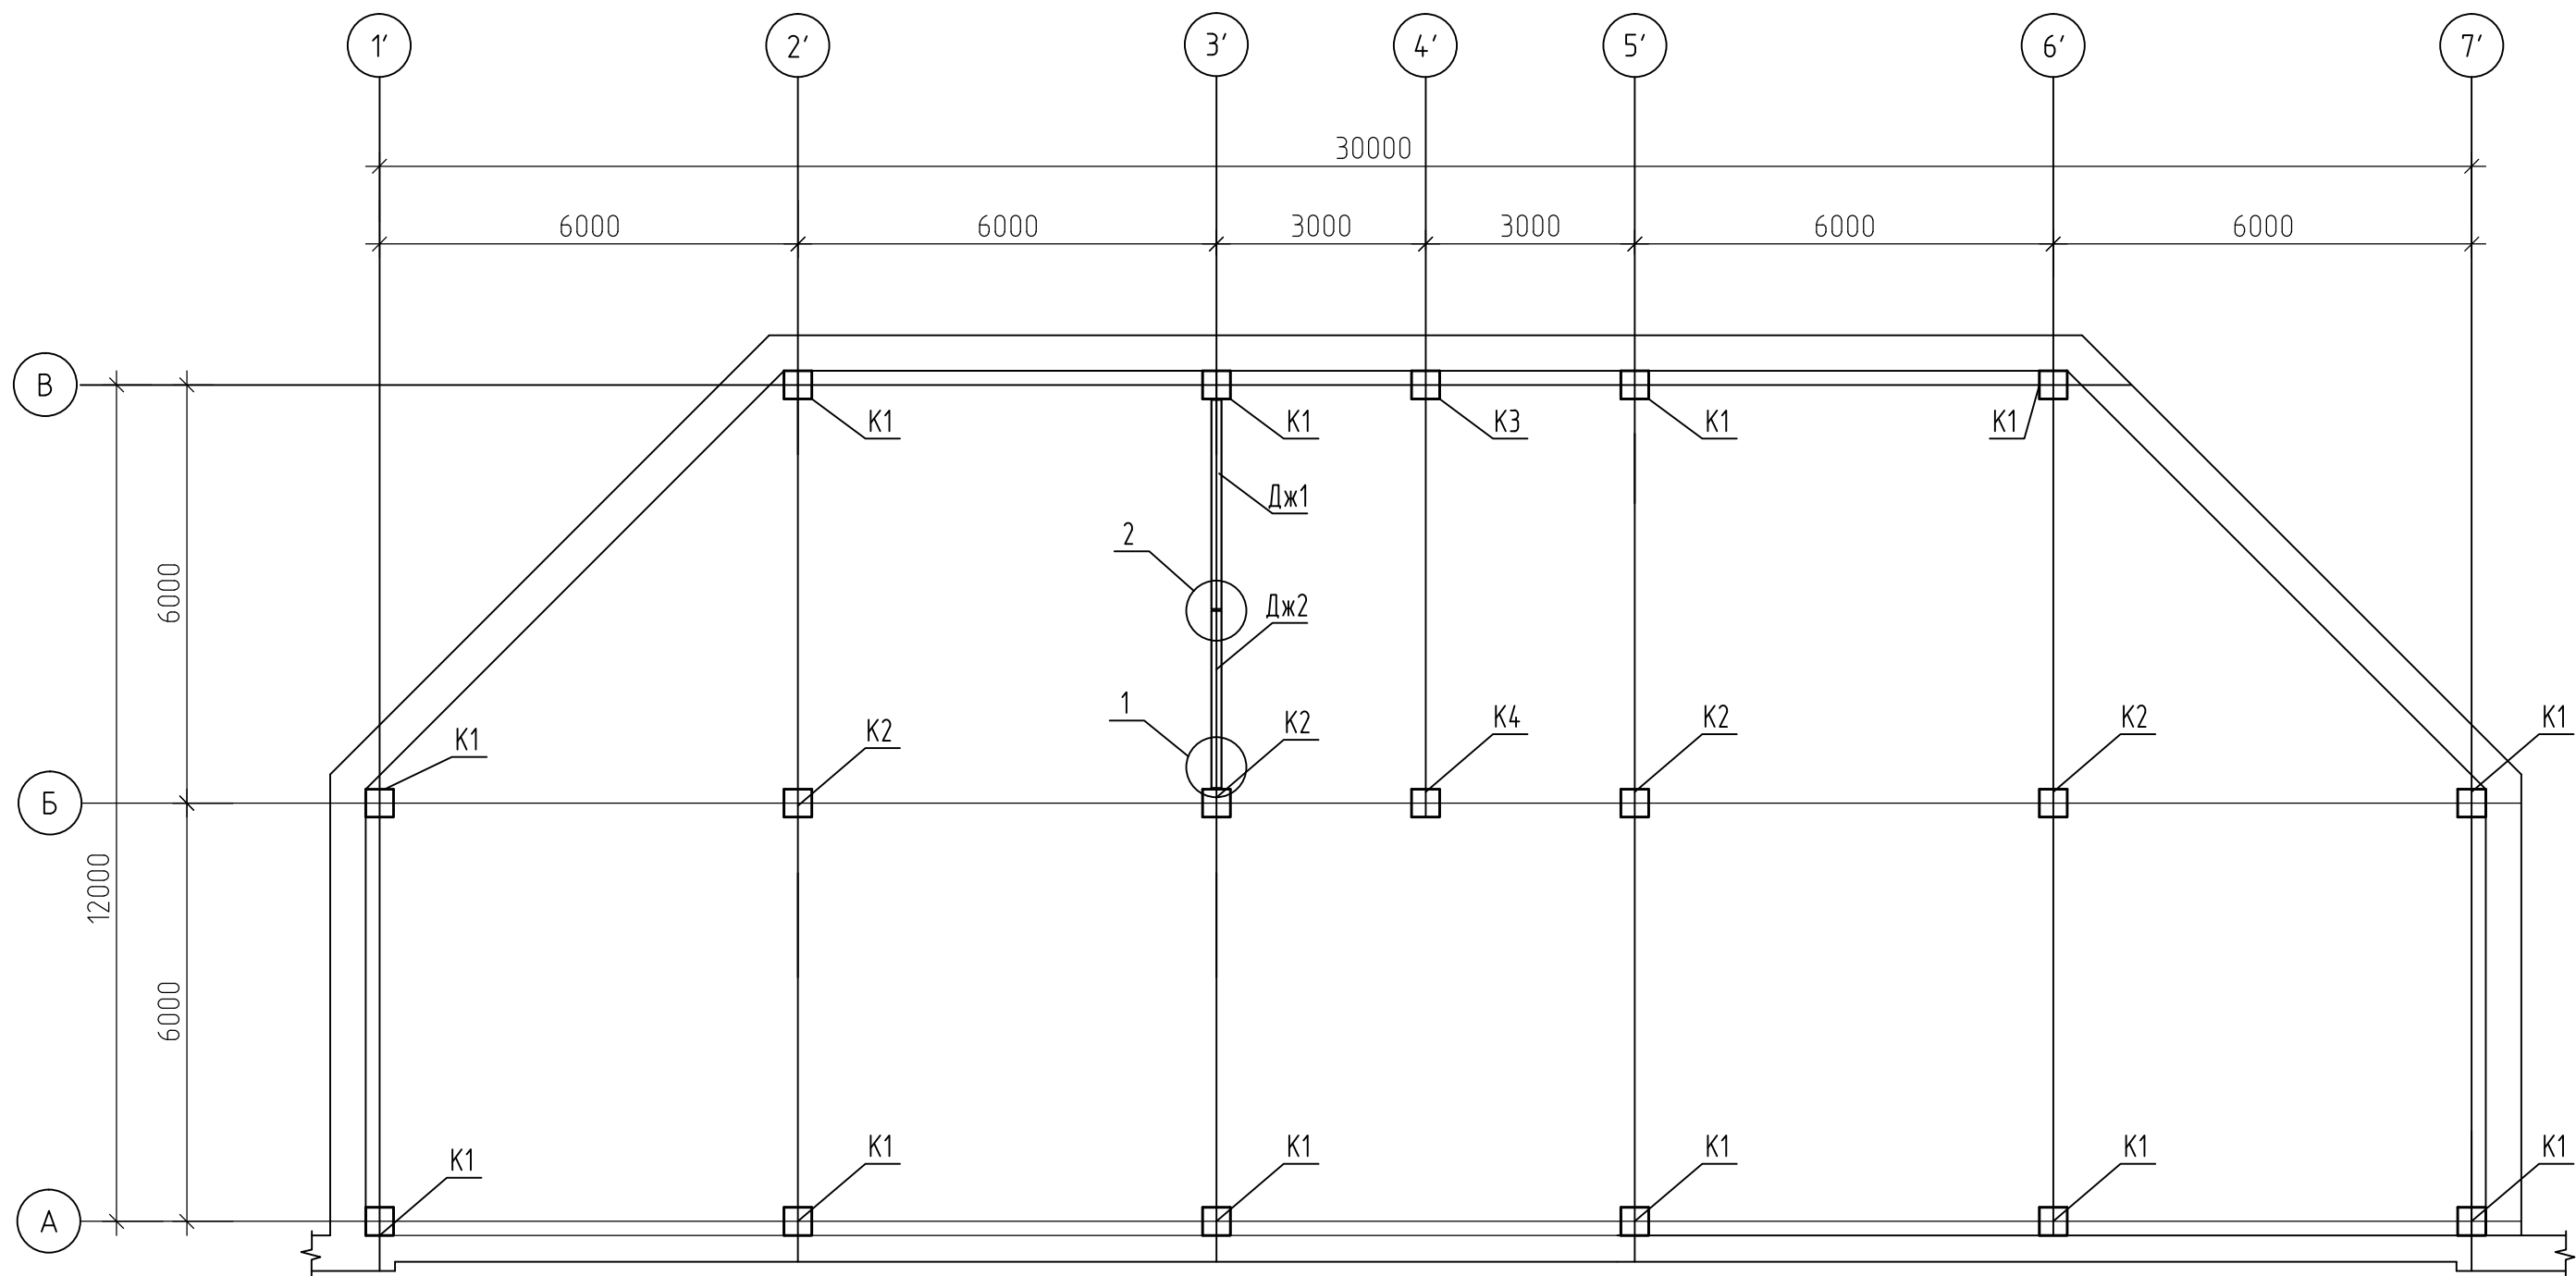 1' 2' 3' 4' 5' 6' 7'
30000
6000 6000 3000 3000 6000 6000
В
К1 К1 К3 К1 К1
Дж1
2
6000
Дж2
1
К1 К2 К2 К4 К2 К2 К1
Б
12000
6000
К1 К1 К1 К1 К1 К1
А